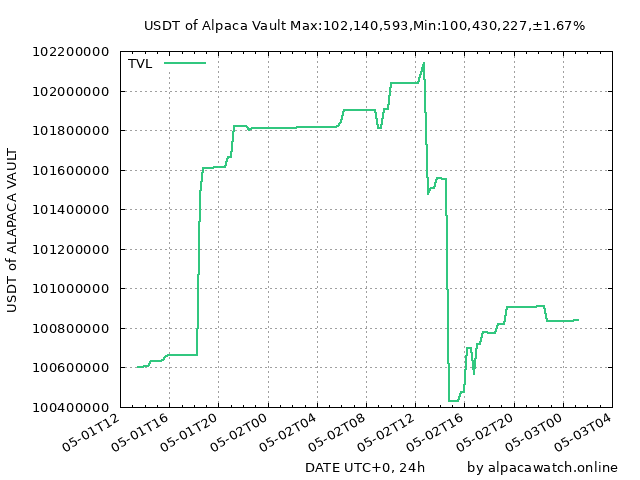 USDT of Alpaca Vault Max:102,140,593,Min:100,430,227,±1.67%
TVL
102200000
102000000
101800000
101600000
101400000
101200000
101000000
100800000
100600000
100400000
USDT of ALAPACA VAULT
05-01T12
05-01T16
05-01T20
05-02T00
05-02T04
05-02T08
05-02T12
05-02T16
05-02T20
05-03T00
05-03T04
DATE UTC+0, 24h
by alpacawatch.online